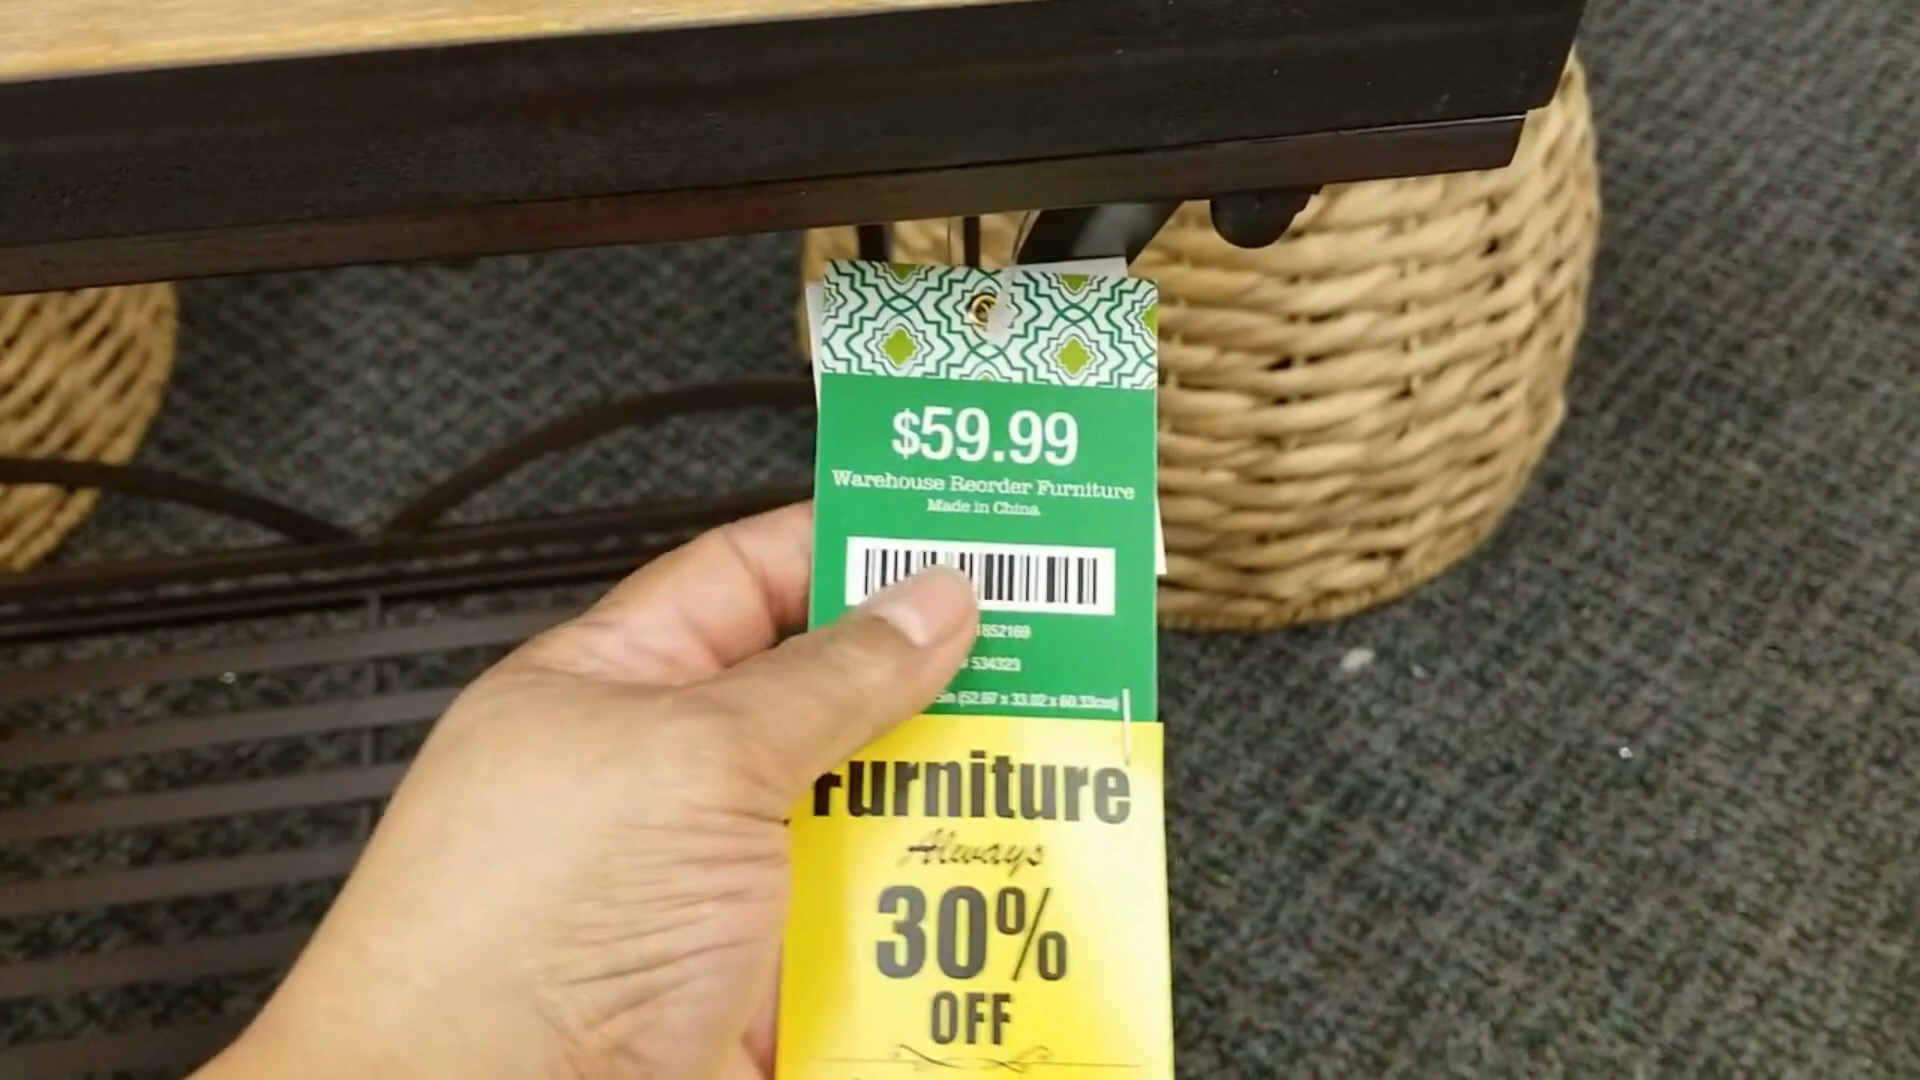 $59.99
Warehouse Reorder Furniture
Made in China
1852169
534323
(52.07 x 33.02 x 60.33cm)
Furniture
Always
30%
OFF